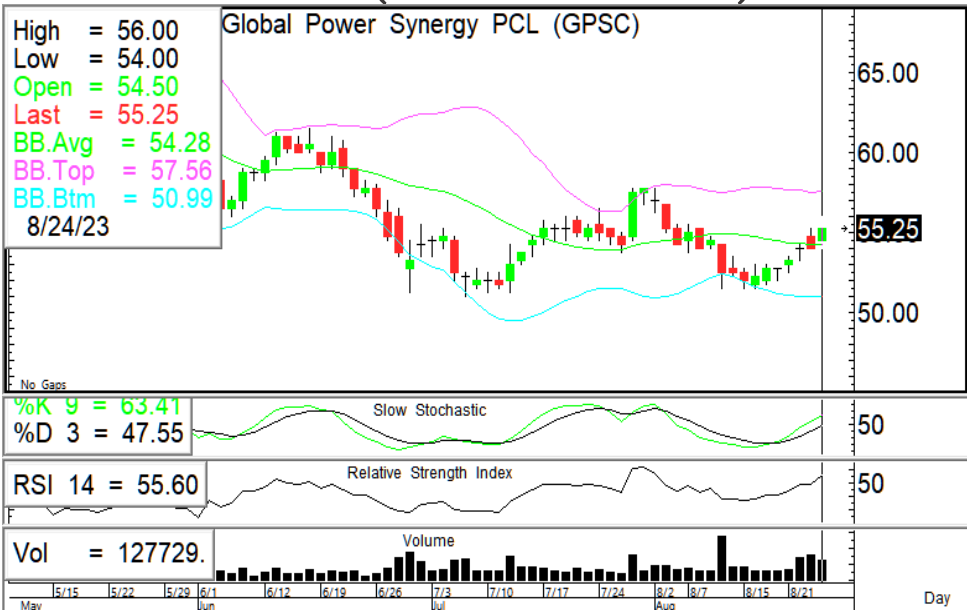 Global Power Synergy PCL (GPSC)
High = 56.00
Low = 54.00
Open = 54.50
Last = 55.25
BB.Avg = 54.28
BB.Top = 57.56
BB.Btm = 50.99
8/24/23
65.00
60.00
55.25
50.00
No Gaps
%K 9 = 63.41
%D 3 = 47.55
Slow Stochastic
50
RSI 14 = 55.60
Relative Strength Index
50
Vol = 127729.
Volume
5/15 5/22 5/29 6/1 6/12 6/19 6/26 7/3 7/10 7/17 7/24 8/2 8/7 8/15 8/21
May Jun Jul Aug
Day